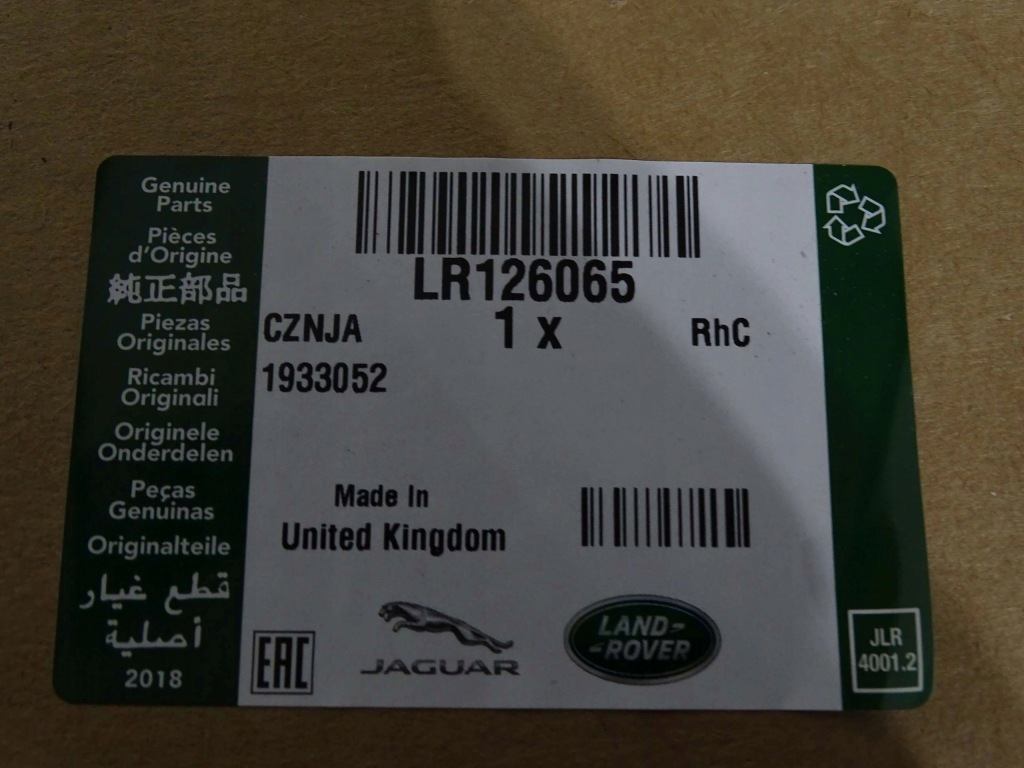 Genuine
Parts
Pièces
d'Origine
純正部品
Piezas
Originales
Ricambi
Originali
Originele
Onderdelen
Peças
Genuinas
Originalteile
قطع غيار
أصلية
2018
LR126065
CZNJA 1 x RhC
1933052
Made In
United Kingdom
EAC
JAGUAR
LAND-
-ROVER
JLR
4001.2